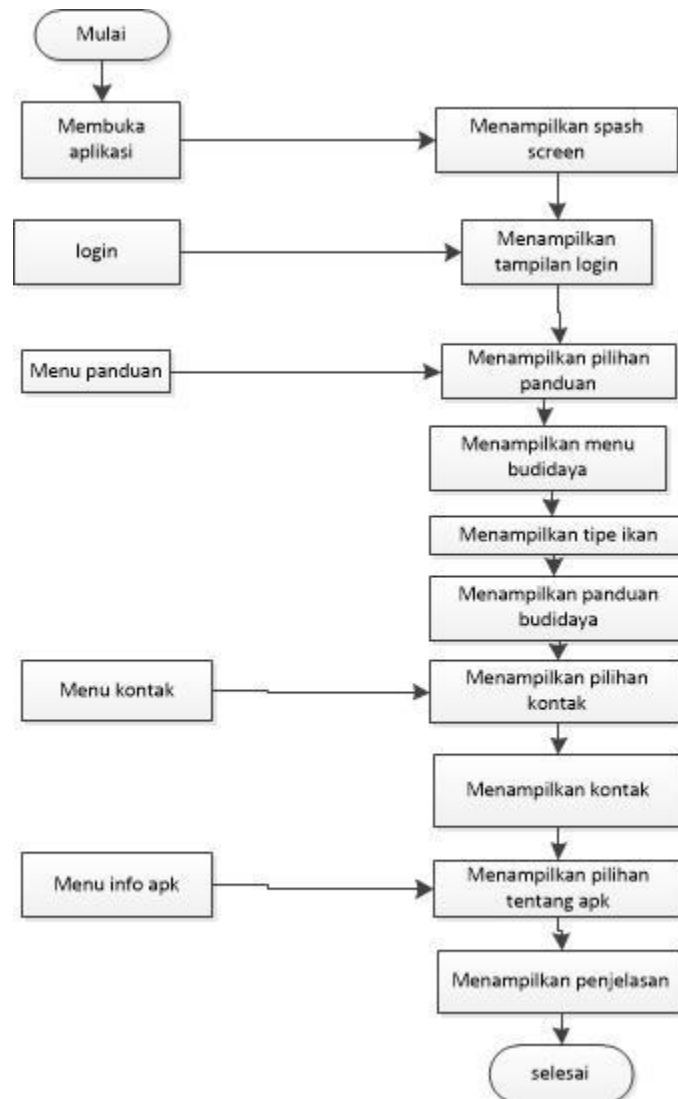 Mulai
Membuka
aplikasi
Menampilkan spash
screen
login
Menampilkan
tampilan login
Menu panduan
Menampilkan pilihan
panduan
Menampilkan menu
budidaya
Menampilkan tipe ikan
Menampilkan panduan
budidaya
Menu kontak
Menampilkan pilihan
kontak
Menampilkan kontak
Menu info apk
Menampilkan pilihan
tentang apk
Menampilkan penjelasan
selesai